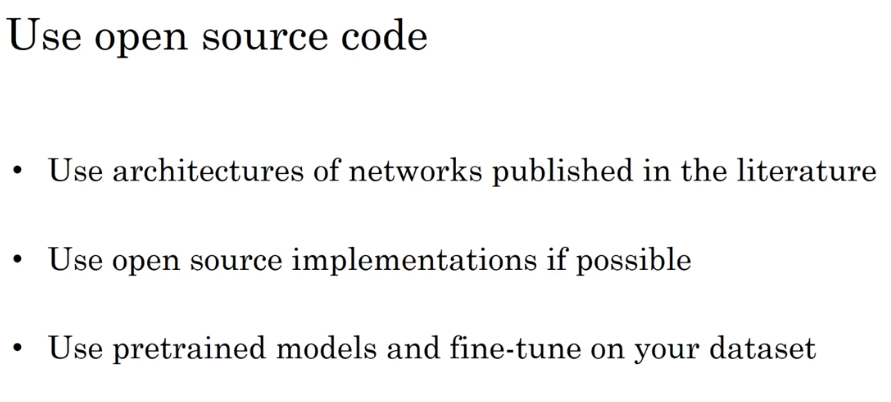 Use open source code
• Use architectures of networks published in the literature
• Use open source implementations if possible
• Use pretrained models and fine-tune on your dataset